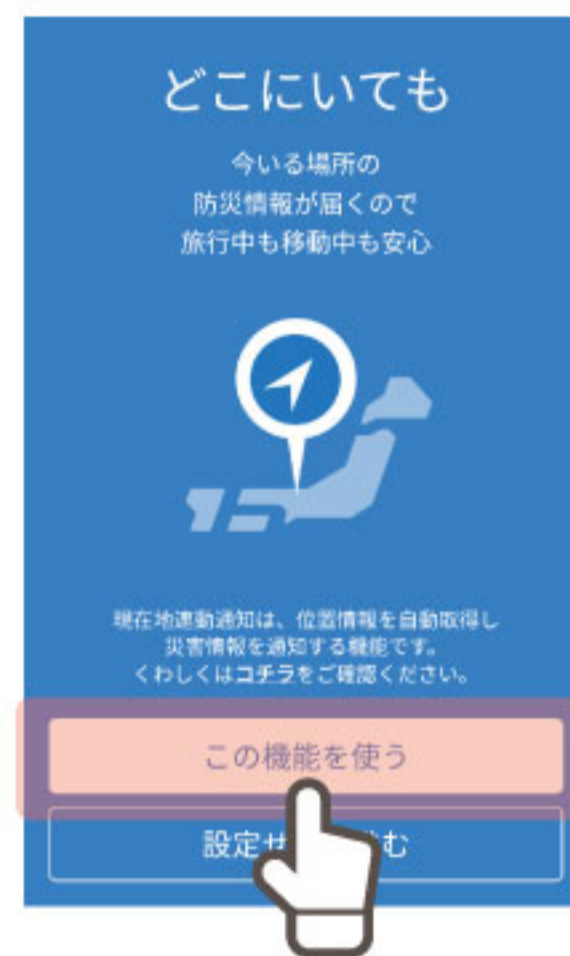 どこにいても
今いる場所の
防災情報が届くので
旅行中も移動中も安心
現在地連動通知は、位置情報を自動取得し
災害情報を通知する機能です。
くわしくはコチラをご確認ください。
この機能を使う
設定せ む